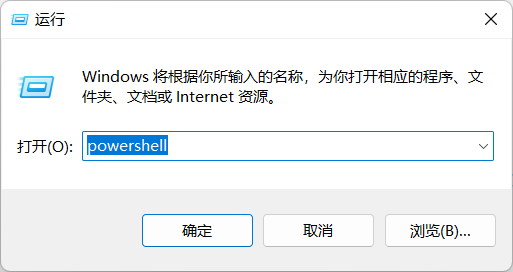 运行
Windows 将根据你所输入的名称，为你打开相应的程序、文
件夹、文档或 Internet 资源。
打开(O): powershell
确定 取消 浏览(B)...